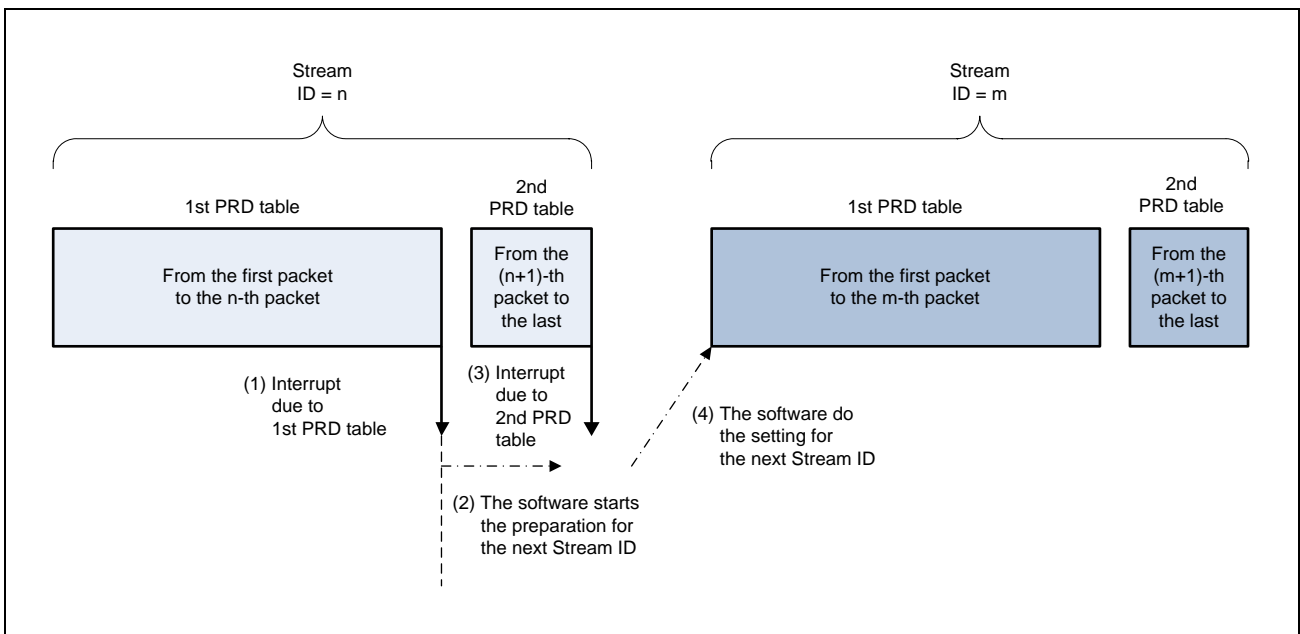 Stream
ID = n
Stream
ID = m
1st PRD table
2nd
PRD table
1st PRD table
2nd
PRD table
From the first packet
to the n-th packet
From the
(n+1)-th
packet to
the last
From the first packet
to the m-th packet
From the
(m+1)-th
packet to
the last
(1) Interrupt
due to
1st PRD table
(3) Interrupt
due to
2nd PRD
table
(4) The software do
the setting for
the next Stream ID
(2) The software starts
the preparation for
the next Stream ID